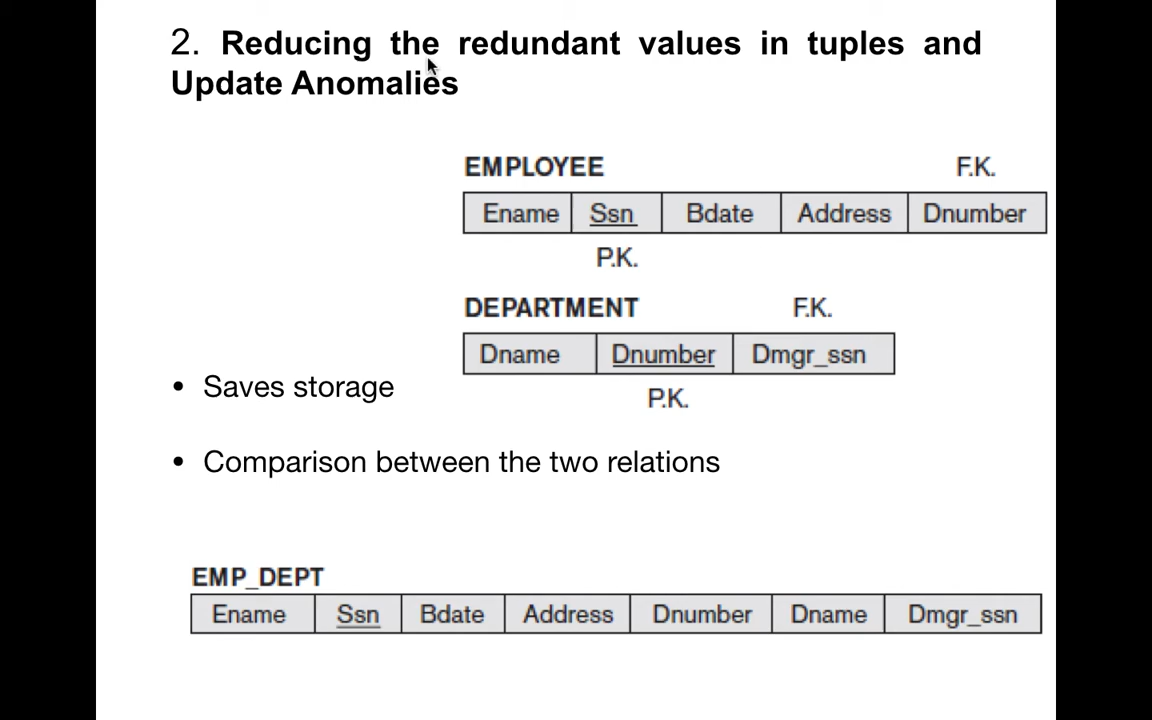 2. Reducing the redundant values in tuples and
Update Anomalies
EMPLOYEE F.K.
Ename Ssn Bdate Address Dnumber
P.K.
DEPARTMENT F.K.
Dname Dnumber Dmgr_ssn
P.K.
• Saves storage
• Comparison between the two relations
EMP_DEPT
Ename Ssn Bdate Address Dnumber Dname Dmgr_ssn